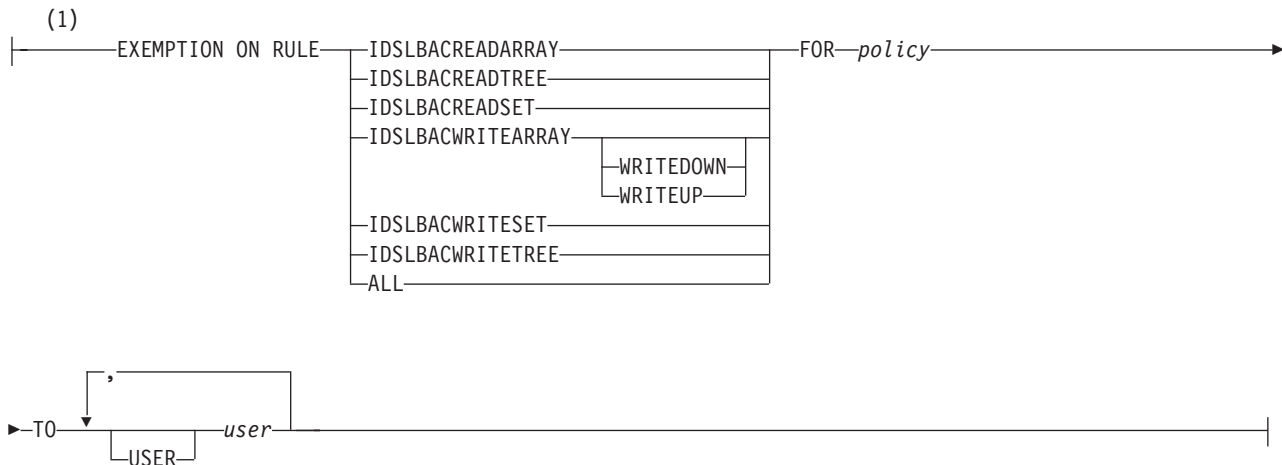 (1)
EXEMPTION ON RULE IDSLBACREADARRAY FOR policy
IDSLBACREADTREE
IDSLBACREADSET
IDSLBACWRITEARRAY
WRITEDOWN
WRITEUP
IDSLBACWRITESET
IDSLBACWRITETREE
ALL
,
TO user
USER